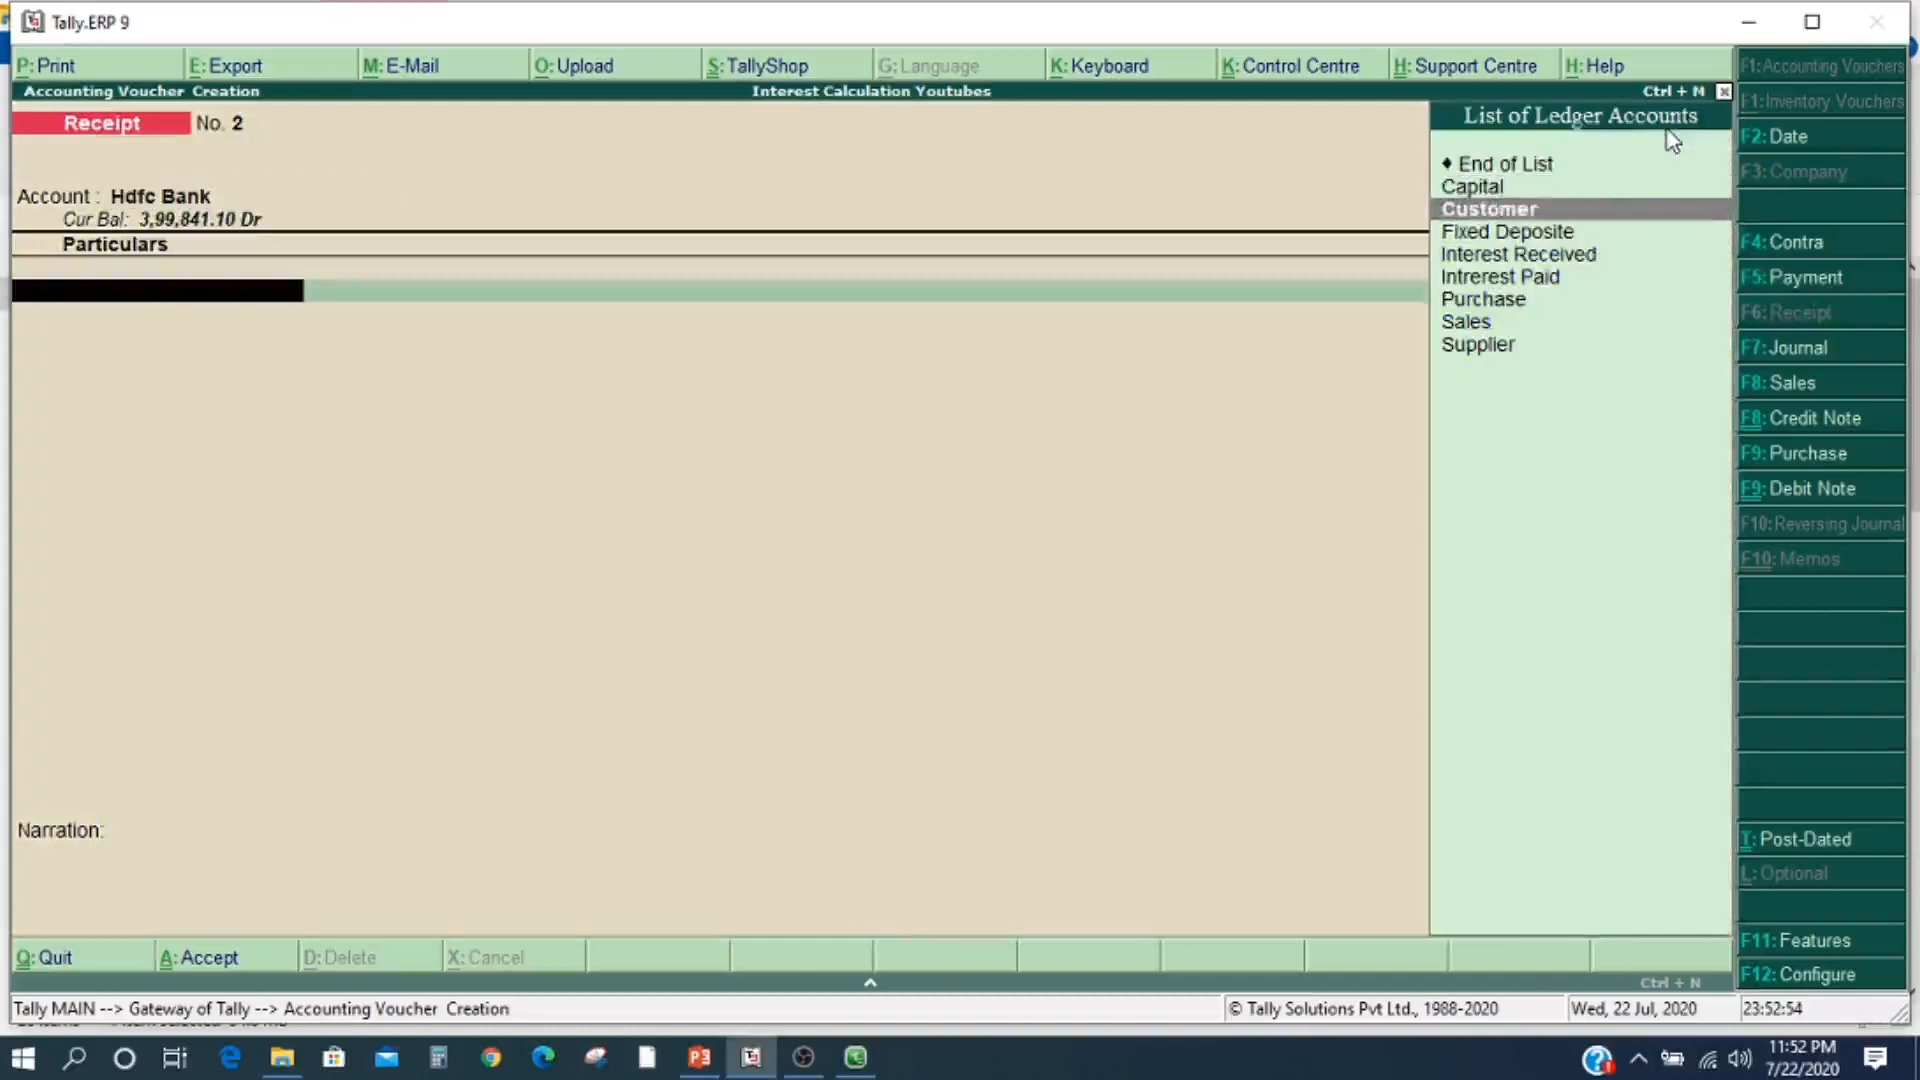 Tally.ERP 9
P: Print
E: Export
M: E-Mail
O: Upload
S: TallyShop
G: Language
K: Keyboard
K: Control Centre
H: Support Centre
H: Help
Accounting Voucher Creation
Interest Calculation Youtubes
Ctrl + M
Receipt No. 2
Account : Hdfc Bank
Cur Bal: 3,99,841.10 Dr
Particulars
Narration:
List of Ledger Accounts
♦ End of List
Capital
Customer
Fixed Deposite
Interest Received
Intrerest Paid
Purchase
Sales
Supplier
F1: Accounting Vouchers
F1: Inventory Vouchers
F2: Date
F3: Company
F4: Contra
F5: Payment
F6: Receipt
F7: Journal
F8: Sales
F8: Credit Note
F9: Purchase
F9: Debit Note
F10: Reversing Journal
F10: Memos
T: Post-Dated
L: Optional
F11: Features
F12: Configure
Q: Quit
A: Accept
D: Delete
X: Cancel
Ctrl + N
Tally MAIN --> Gateway of Tally --> Accounting Voucher Creation
© Tally Solutions Pvt Ltd., 1988-2020
Wed, 22 Jul, 2020
23:52:54
11:52 PM
7/22/2020